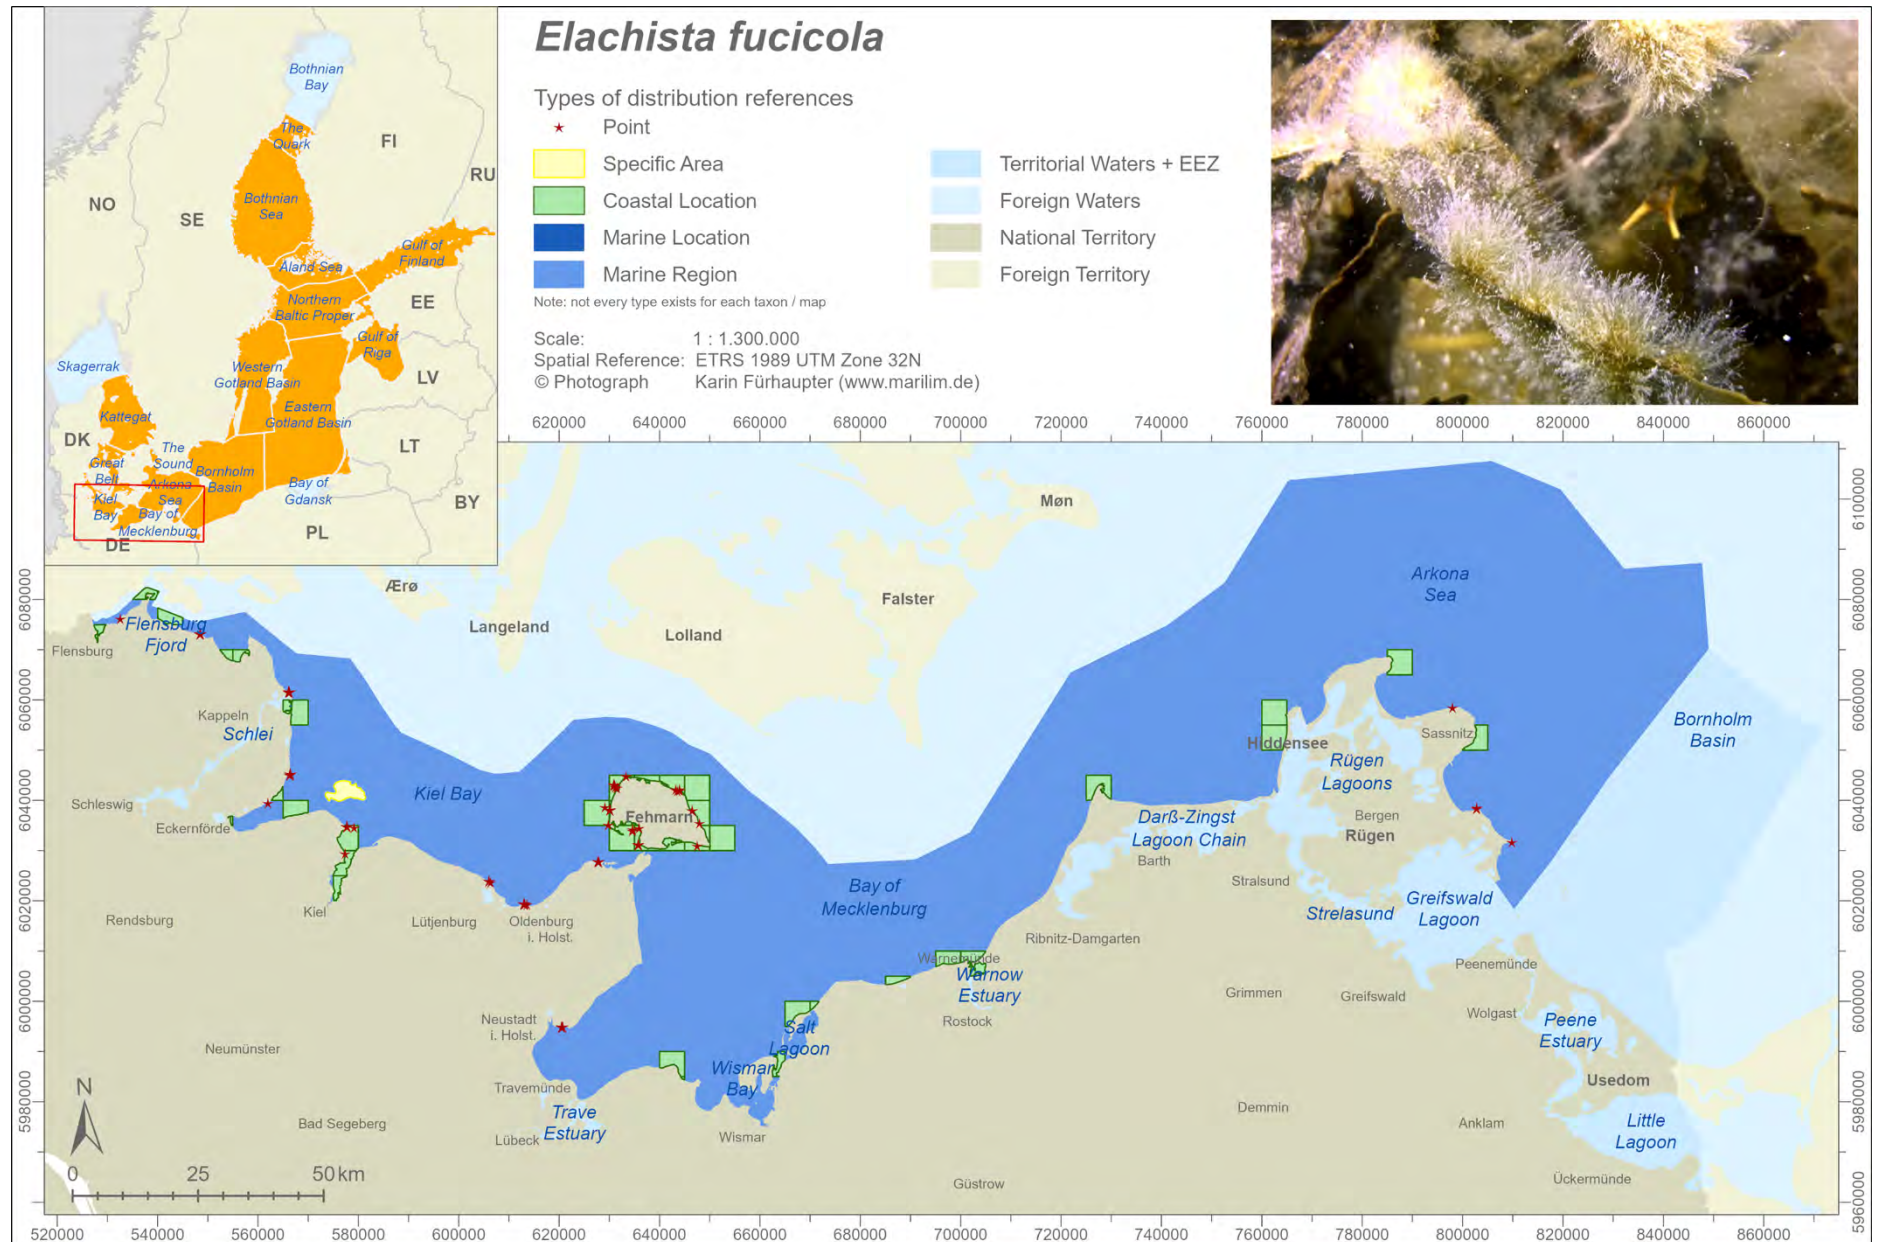 Elachista fucicola
Types of distribution references
Point
Specific Area
Coastal Location
Marine Location
Marine Region
Territorial Waters + EEZ
Foreign Waters
National Territory
Foreign Territory
Note: not every type exists for each taxon / map
Scale: 1 : 1.300.000
Spatial Reference: ETRS 1989 UTM Zone 32N
© Photograph Karin Fürhaupter (www.marilim.de)
Bothnian
Bay
The
Quark
FI
RU
NO
SE
Bothnian
Sea
Gulf of
Finland
Åland Sea
Northern
Baltic Proper
EE
Gulf of
Riga
Skagerrak
Western
Gotland Basin
LV
Kattegat
Eastern
Gotland Basin
DK
The
Sound
LT
Great
Belt
Bornholm
Basin
Arkona
Sea
Bay of
Gdansk
Kiel
Bay
Bay of
Mecklenburg
BY
PL
DE
620000 640000 660000 680000 700000 720000 740000 760000 780000 800000 820000 840000 860000
6100000
6080000
6060000
6040000
6020000
6000000
5980000
5960000
6080000
6060000
6040000
6020000
6000000
5980000
Møn
Ærø
Arkona
Sea
Falster
Langeland
Lolland
Flensburg
Fjord
Flensburg
Kappeln
Schlei
Bornholm
Basin
Sassnitz
Hiddensee
Rügen
Lagoons
Kiel Bay
Schleswig
Fehmarn
Eckernförde
Darß-Zingst
Lagoon Chain
Bergen
Rügen
Barth
Bay of
Mecklenburg
Stralsund
Greifswald
Lagoon
Strelasund
Kiel
Rendsburg
Lütjenburg
Oldenburg
i. Holst.
Ribnitz-Damgarten
Warnemünde
Warnow
Estuary
Peenemünde
Grimmen
Greifswald
Wolgast
Peene
Estuary
Neustadt
i. Holst.
Rostock
Salt
Lagoon
Neumünster
Wismar
Bay
Usedom
Travemünde
Trave
Estuary
Demmin
Anklam
Little
Lagoon
Bad Segeberg
Lübeck
Wismar
Güstrow
Ückermünde
N
0 25 50 km
520000 540000 560000 580000 600000 620000 640000 660000 680000 700000 720000 740000 760000 780000 800000 820000 840000 860000